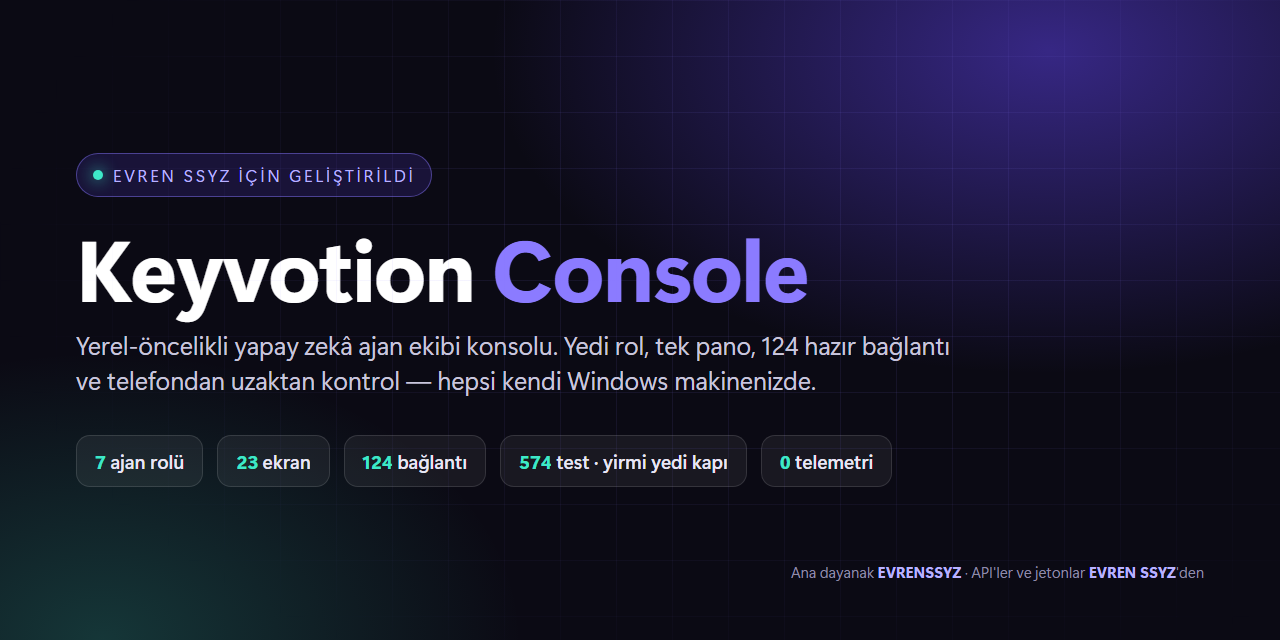 EVREN SSYZ İÇİN GELİŞTİRİLDİ
Keyvotion Console
Yerel-öncelikli yapay zekâ ajan ekibi konsolu. Yedi rol, tek pano, 124 hazır bağlantı
ve telefondan uzaktan kontrol — hepsi kendi Windows makinenizde.
7 ajan rolü
23 ekran
124 bağlantı
574 test · yirmi yedi kapı
0 telemetri
Ana dayanak EVRENSSYZ · API'ler ve jetonlar EVREN SSYZ'den